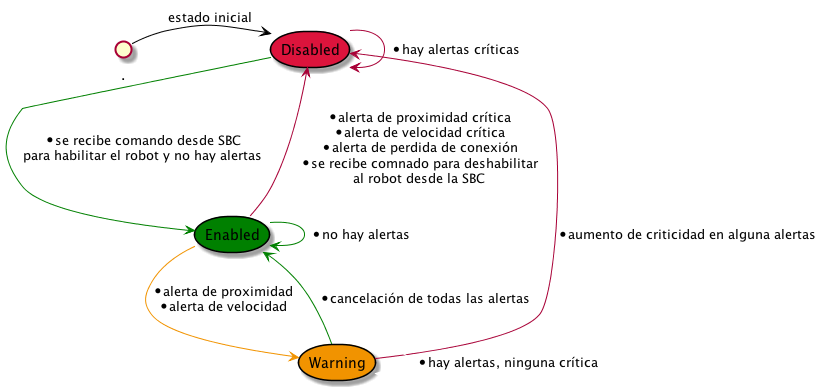 estado inicial
Disabled
•hay alertas críticas
.
•alerta de proximidad crítica
•alerta de velocidad crítica
•alerta de perdida de conexión
•se recibe comnado para deshabilitar
al robot desde la SBC
•se recibe comando desde SBC
para habilitar el robot y no hay alertas
Enabled
•no hay alertas
•aumento de criticidad en alguna alertas
•alerta de proximidad
•alerta de velocidad
•cancelación de todas las alertas
Warning
•hay alertas, ninguna crítica